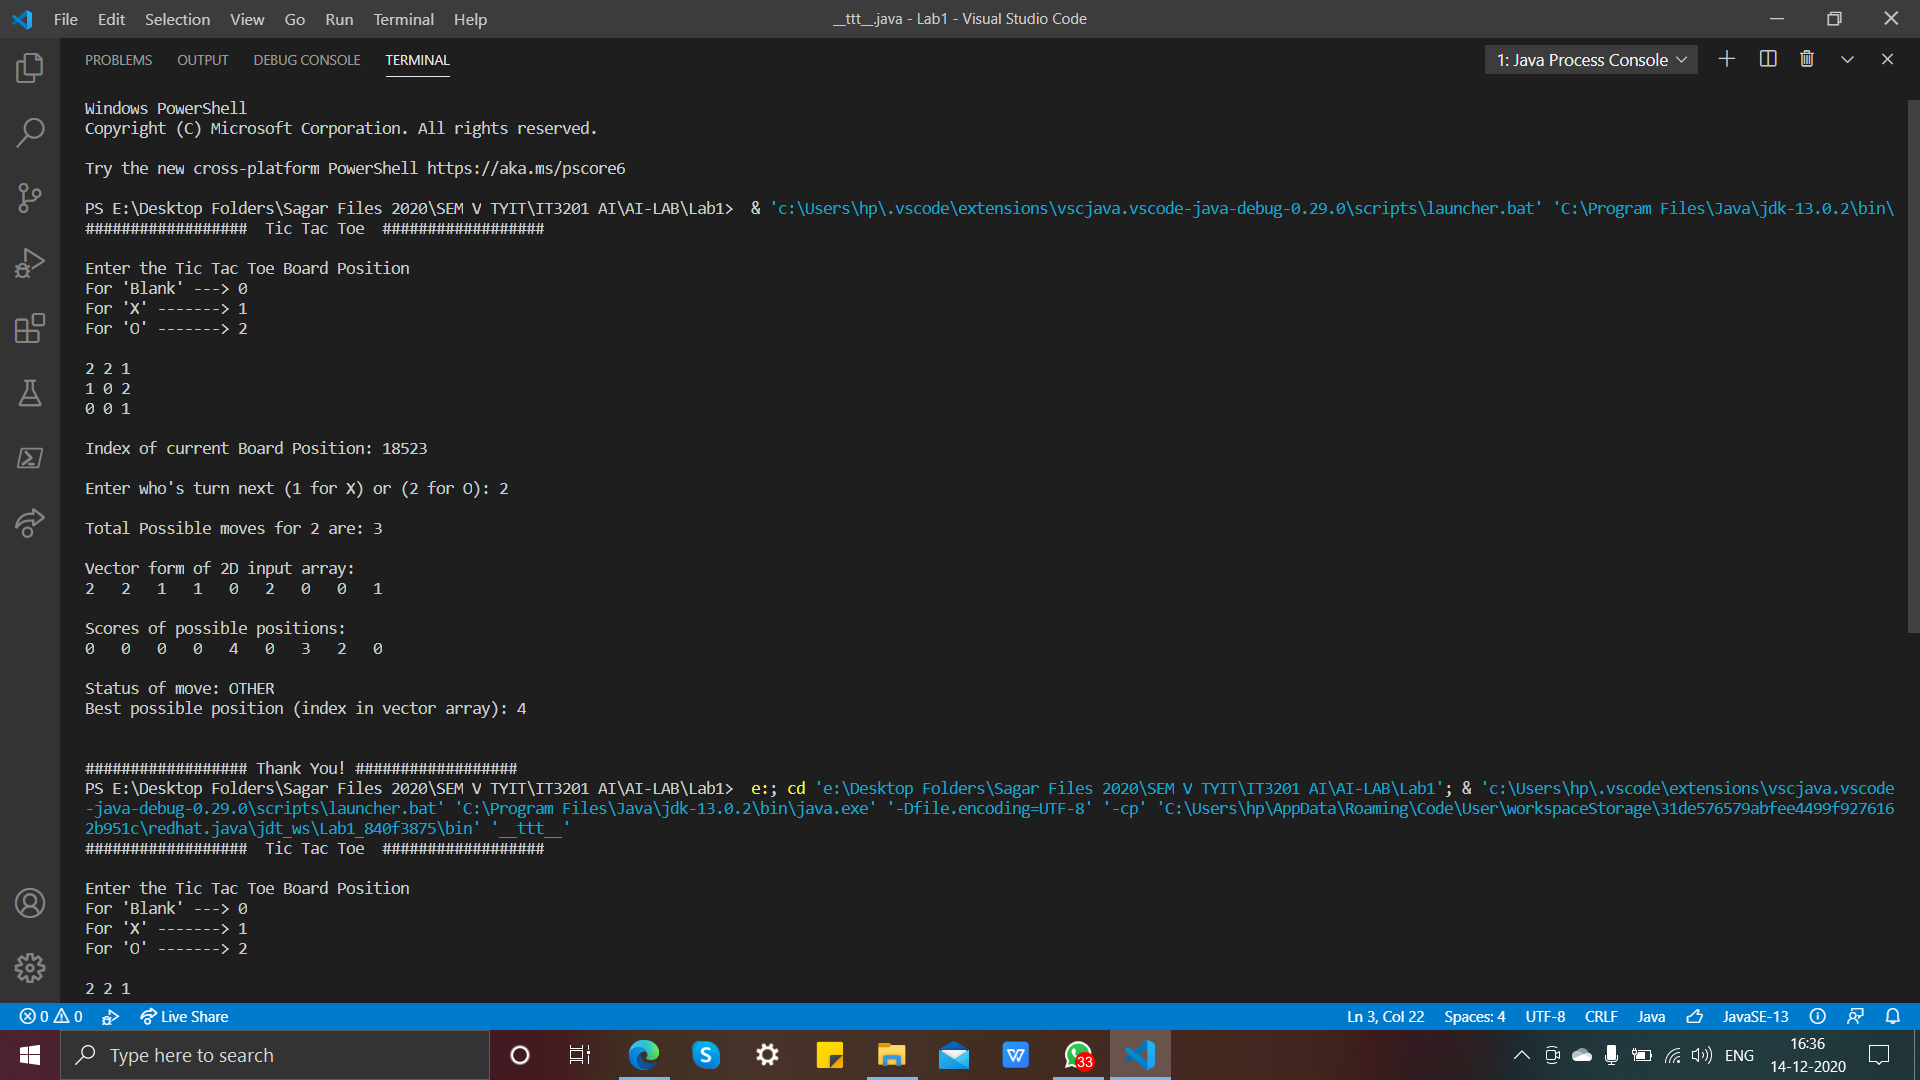 File Edit Selection View Go Run Terminal Help
__ttt__.java - Lab1 - Visual Studio Code
PROBLEMS OUTPUT DEBUG CONSOLE TERMINAL
1: Java Process Console
Windows PowerShell
Copyright (C) Microsoft Corporation. All rights reserved.
Try the new cross-platform PowerShell https://aka.ms/pscore6
PS E:\Desktop Folders\Sagar Files 2020\SEM V TYIT\IT3201 AI\AI-LAB\Lab1>  & 'c:\Users\hp\.vscode\extensions\vscjava.vscode-java-debug-0.29.0\scripts\launcher.bat' 'C:\Program Files\Java\jdk-13.0.2\bin\
##################  Tic Tac Toe  ##################
Enter the Tic Tac Toe Board Position
For 'Blank' ---> 0
For 'X' -------> 1
For 'O' -------> 2
2 2 1
1 0 2
0 0 1
Index of current Board Position: 18523
Enter who's turn next (1 for X) or (2 for O): 2
Total Possible moves for 2 are: 3
Vector form of 2D input array:
2   2   1   1   0   2   0   0   1
Scores of possible positions:
0   0   0   0   4   0   3   2   0
Status of move: OTHER
Best possible position (index in vector array): 4
################## Thank You! ##################
PS E:\Desktop Folders\Sagar Files 2020\SEM V TYIT\IT3201 AI\AI-LAB\Lab1>  e:; cd 'e:\Desktop Folders\Sagar Files 2020\SEM V TYIT\IT3201 AI\AI-LAB\Lab1'; & 'c:\Users\hp\.vscode\extensions\vscjava.vscode
-java-debug-0.29.0\scripts\launcher.bat' 'C:\Program Files\Java\jdk-13.0.2\bin\java.exe' '-Dfile.encoding=UTF-8' '-cp' 'C:\Users\hp\AppData\Roaming\Code\User\workspaceStorage\31de576579abfee4499f927616
2b951c\redhat.java\jdt_ws\Lab1_840f3875\bin' '__ttt__'
##################  Tic Tac Toe  ##################
Enter the Tic Tac Toe Board Position
For 'Blank' ---> 0
For 'X' -------> 1
For 'O' -------> 2
2 2 1
0 0 Live Share
Ln 3, Col 22 Spaces: 4 UTF-8 CRLF Java JavaSE-13
Type here to search
33
ENG
16:36
14-12-2020